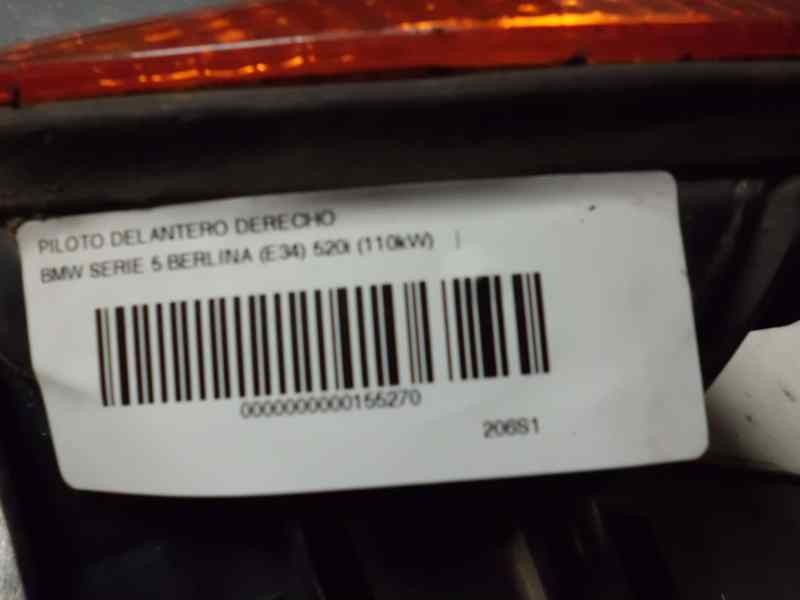 PILOTO DELANTERO DERECHO
BMW SERIE 5 BERLINA (E34) 520i (110kW) |
0000000000155270
206S1